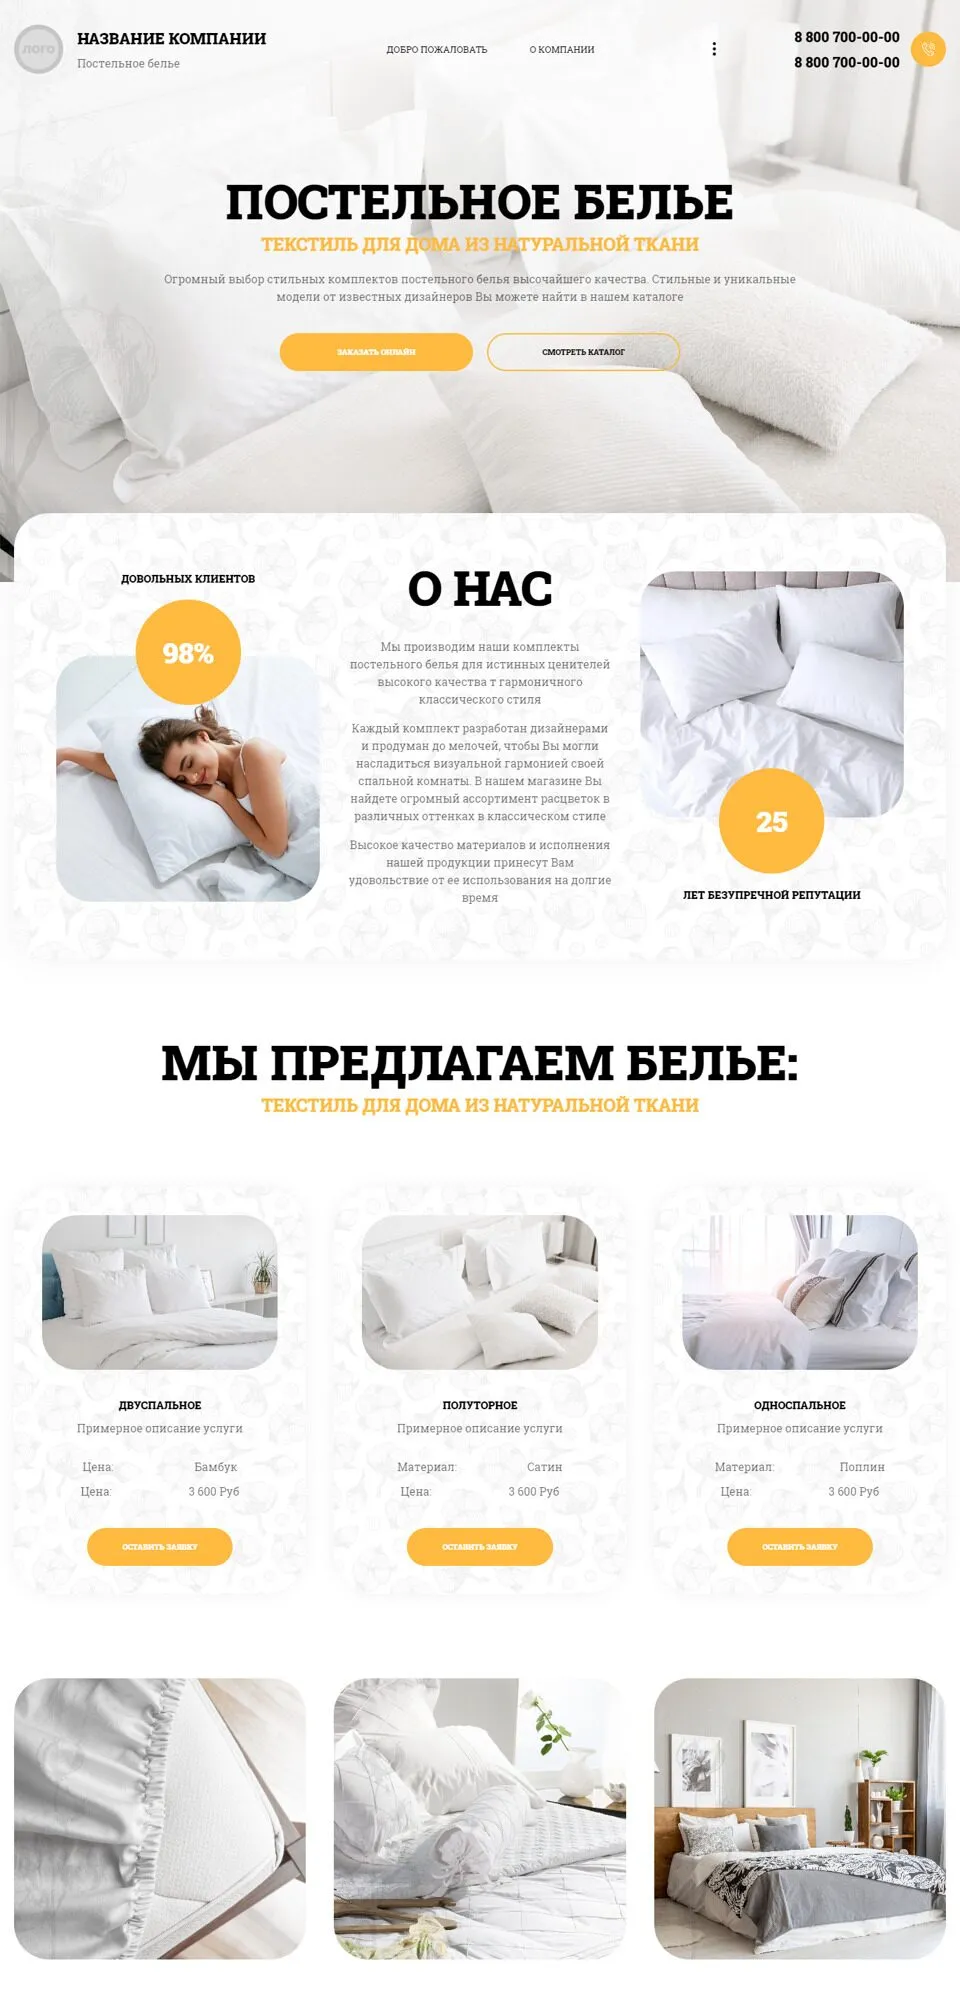 ЛОГО
НАЗВАНИЕ КОМПАНИИ
Постельное белье
ДОБРО ПОЖАЛОВАТЬ
О КОМПАНИИ
8 800 700-00-00
8 800 700-00-00
ПОСТЕЛЬНОЕ БЕЛЬЕ
ТЕКСТИЛЬ ДЛЯ ДОМА ИЗ НАТУРАЛЬНОЙ ТКАНИ
Огромный выбор стильных комплектов постельного белья высочайшего качества. Стильные и уникальные
модели от известных дизайнеров Вы можете найти в нашем каталоге
ЗАКАЗАТЬ ОНЛАЙН
СМОТРЕТЬ КАТАЛОГ
ДОВОЛЬНЫХ КЛИЕНТОВ
98%
О НАС
Мы производим наши комплекты
постельного белья для истинных ценителей
высокого качества т гармоничного
классического стиля
Каждый комплект разработан дизайнерами
и продуман до мелочей, чтобы Вы могли
насладиться визуальной гармонией своей
спальной комнаты. В нашем магазине Вы
найдете огромный ассортимент расцветок в
различных оттенках в классическом стиле
Высокое качество материалов и исполнения
нашей продукции принесут Вам
удовольствие от ее использования на долгие
время
25
ЛЕТ БЕЗУПРЕЧНОЙ РЕПУТАЦИИ
МЫ ПРЕДЛАГАЕМ БЕЛЬЕ:
ТЕКСТИЛЬ ДЛЯ ДОМА ИЗ НАТУРАЛЬНОЙ ТКАНИ
ДВУСПАЛЬНОЕ
Примерное описание услуги
Цена: Бамбук
Цена: 3 600 Руб
ОСТАВИТЬ ЗАЯВКУ
ПОЛУТОРНОЕ
Примерное описание услуги
Материал: Сатин
Цена: 3 600 Руб
ОСТАВИТЬ ЗАЯВКУ
ОДНОСПАЛЬНОЕ
Примерное описание услуги
Материал: Поплин
Цена: 3 600 Руб
ОСТАВИТЬ ЗАЯВКУ